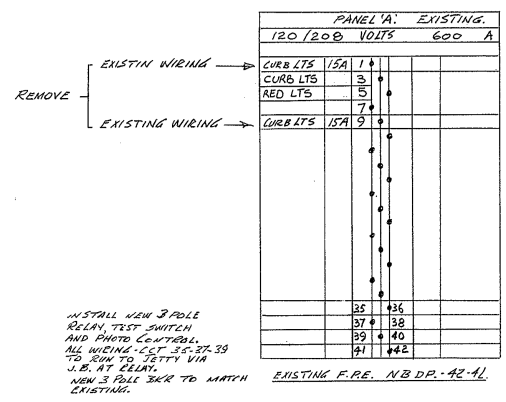 PANEL 'A'. EXISTING.
120/208 VOLTS 600 A
EXISTIN WIRING CURB LTS 15A 1
CURB LTS 3
REMOVE RED LTS 5
7
EXISTING WIRING CURB LTS 15A 9
35 36
37 38
39 40
41 42
INSTALL NEW 3 POLE
RELAY, TEST SWITCH
AND PHOTO CONTROL.
ALL WIRING - CCT 35-37-39
TO RUN TO JETTY VIA
J.B. AT RELAY.
NEW 3 POLE BKR TO MATCH
EXISTING.
EXISTING F.P.E. NBDP.-42-4L.